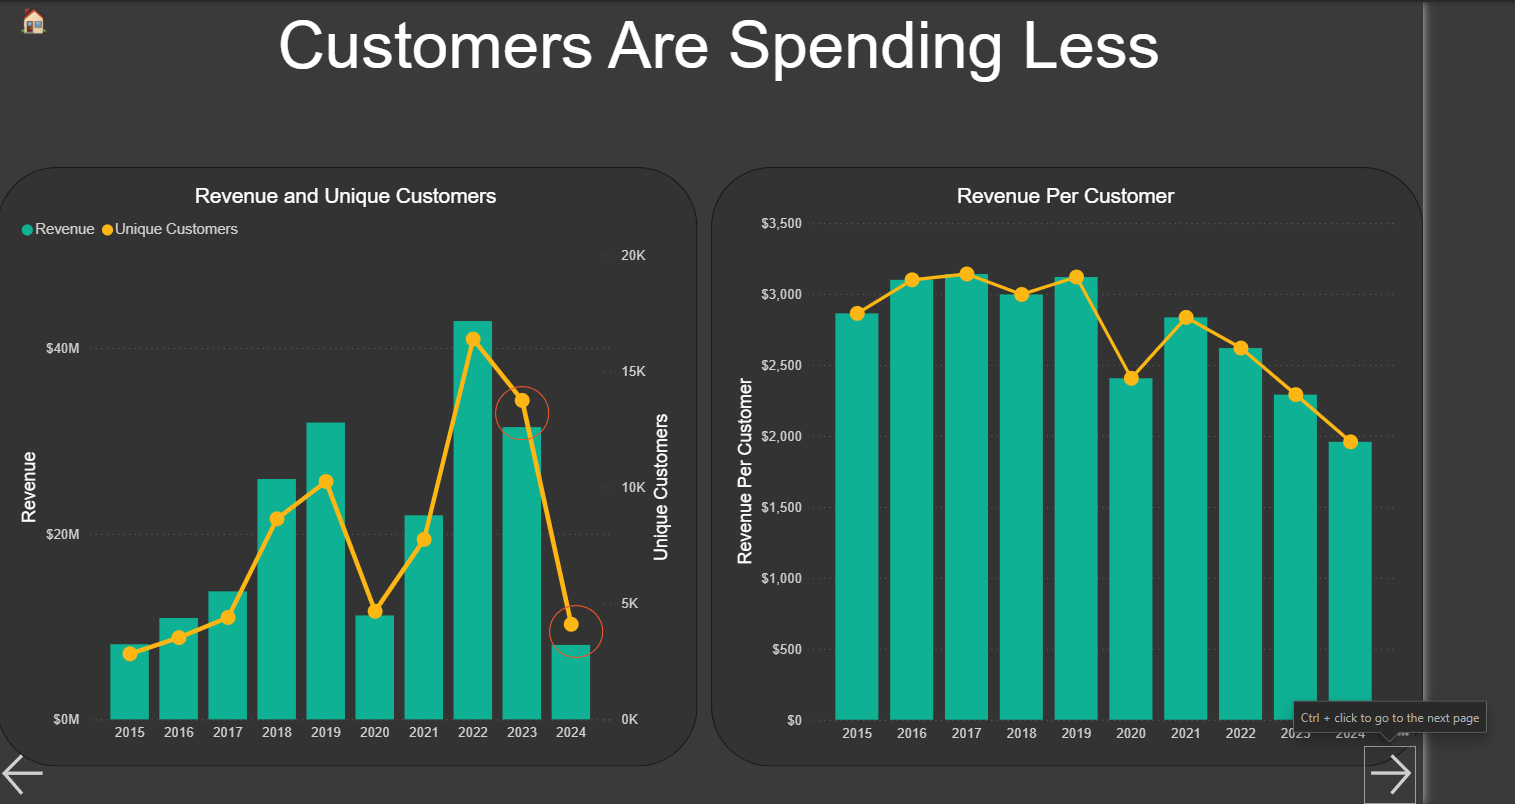 Customers Are Spending Less
Revenue and Unique Customers
Revenue Unique Customers
20K
$40M
15K
10K
$20M
5K
$0M
0K
Revenue
Unique Customers
2015 2016 2017 2018 2019 2020 2021 2022 2023 2024
Revenue Per Customer
$3,500
$3,000
$2,500
$2,000
$1,500
$1,000
$500
$0
Revenue Per Customer
2015 2016 2017 2018 2019 2020 2021 2022 2023 2024
Ctrl + click to go to the next page